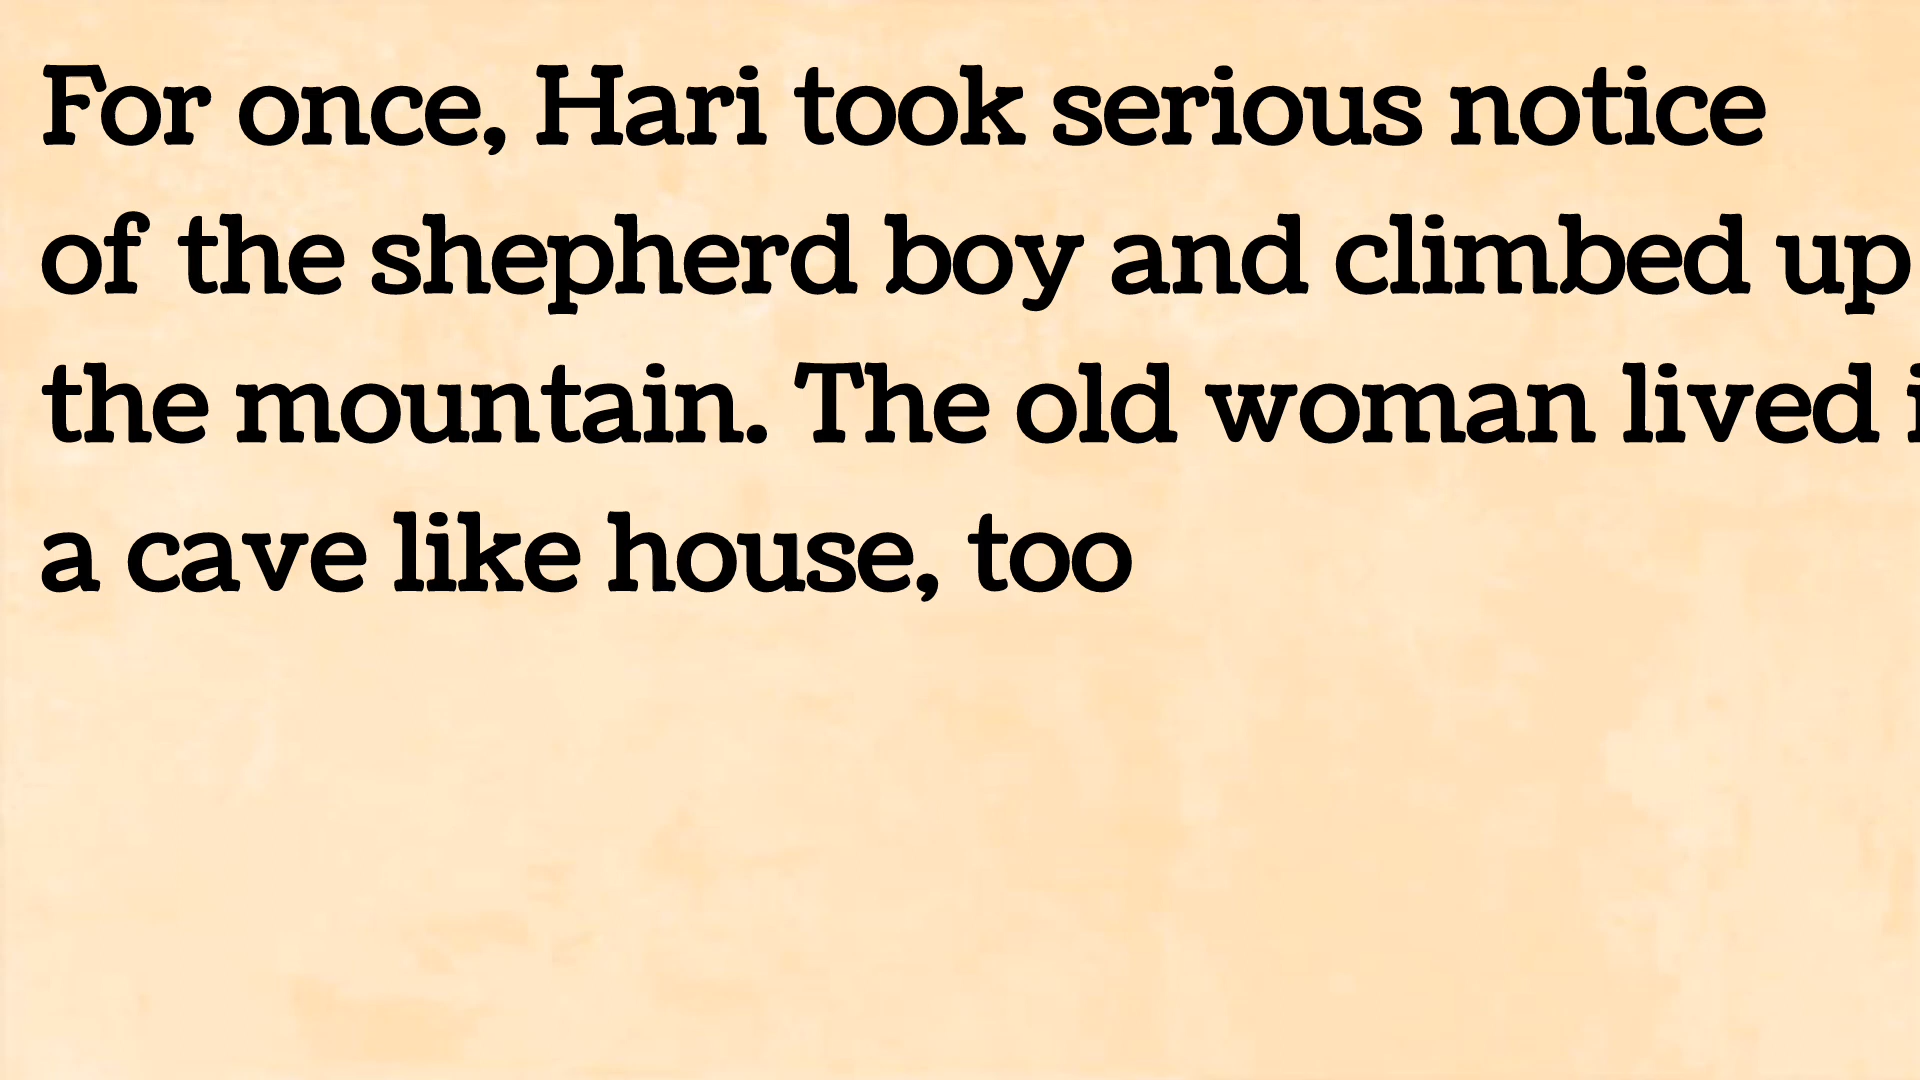 For once, Hari took serious notice
of the shepherd boy and climbed up
the mountain. The old woman lived
a cave like house, too